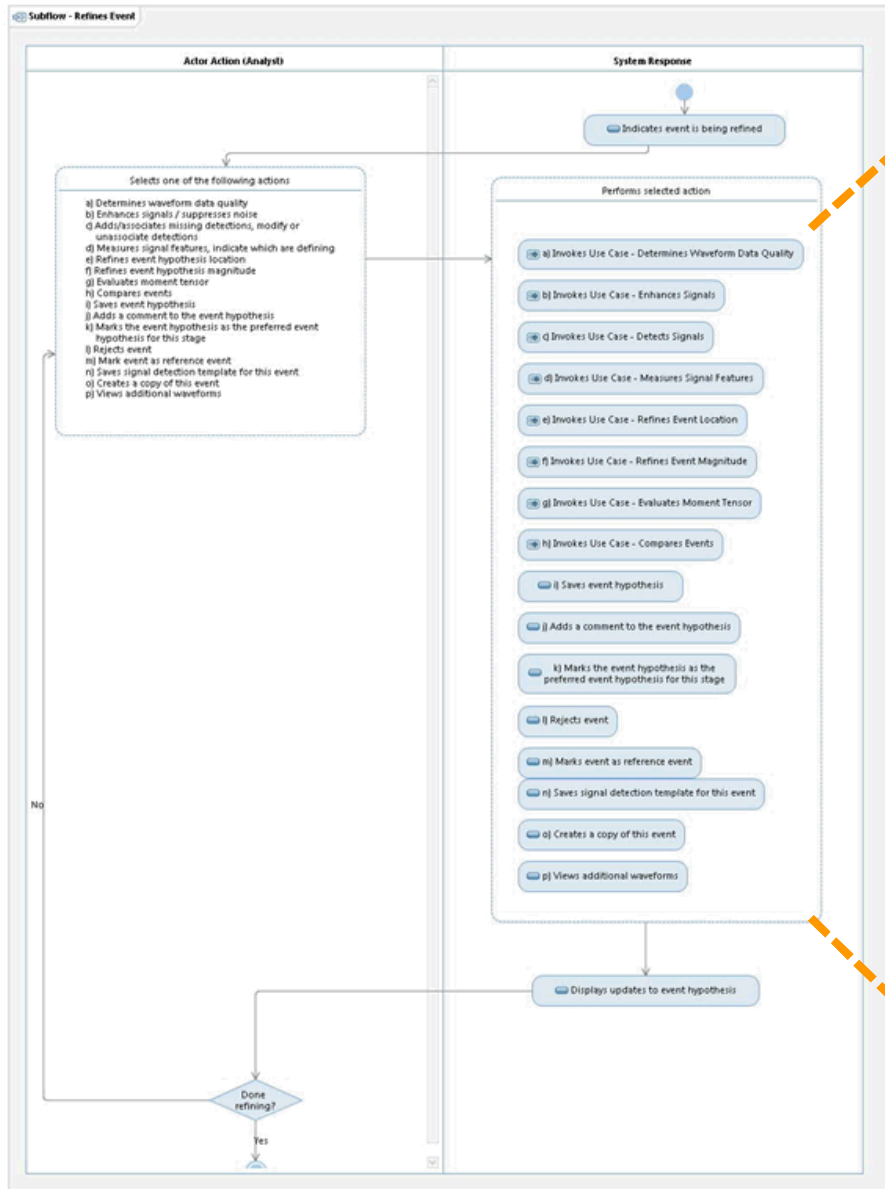 Subflow - Refines Event
Actor Action (Analyst)
System Response
Indicates event is being refined
Selects one of the following actions
a) Determines waveform data quality
b) Enhances signals / suppresses noise
c) Adds/associates missing detections, modify or
unassociate detections
d) Measures signal features, indicate which are defining
e) Refines event hypothesis location
f) Refines event hypothesis magnitude
g) Evaluates moment tensor
h) Compares events
i) Saves event hypothesis
j) Adds a comment to the event hypothesis
k) Marks the event hypothesis as the preferred event
hypothesis for this stage
l) Rejects event
m) Mark event as reference event
n) Saves signal detection template for this event
o) Creates a copy of this event
p) Views additional waveforms
Performs selected action
a) Invokes Use Case - Determines Waveform Data Quality
b) Invokes Use Case - Enhances Signals
c) Invokes Use Case - Detects Signals
d) Invokes Use Case - Measures Signal Features
e) Invokes Use Case - Refines Event Location
f) Invokes Use Case - Refines Event Magnitude
g) Invokes Use Case - Evaluates Moment Tensor
h) Invokes Use Case - Compares Events
i) Saves event hypothesis
j) Adds a comment to the event hypothesis
k) Marks the event hypothesis as the
preferred event hypothesis for this stage
l) Rejects event
m) Marks event as reference event
n) Saves signal detection template for this event
o) Creates a copy of this event
p) Views additional waveforms
Displays updates to event hypothesis
No
Done
refining?
Yes